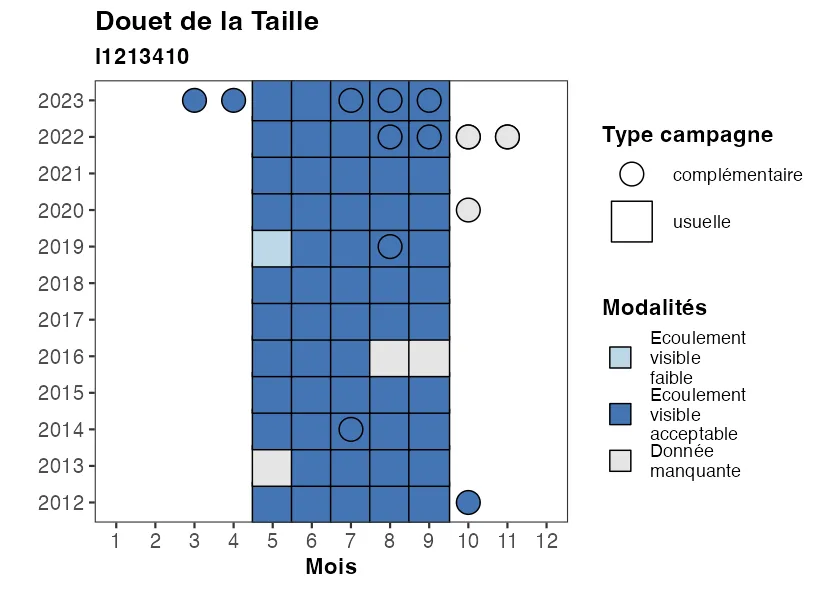 Douet de la Taille
I1213410
2023
2022
2021
2020
2019
2018
2017
2016
2015
2014
2013
2012
1 2 3 4 5 6 7 8 9 10 11 12
Mois
Type campagne
complémentaire
usuelle
Modalités
Ecoulement
visible
faible
Ecoulement
visible
acceptable
Donnée
manquante